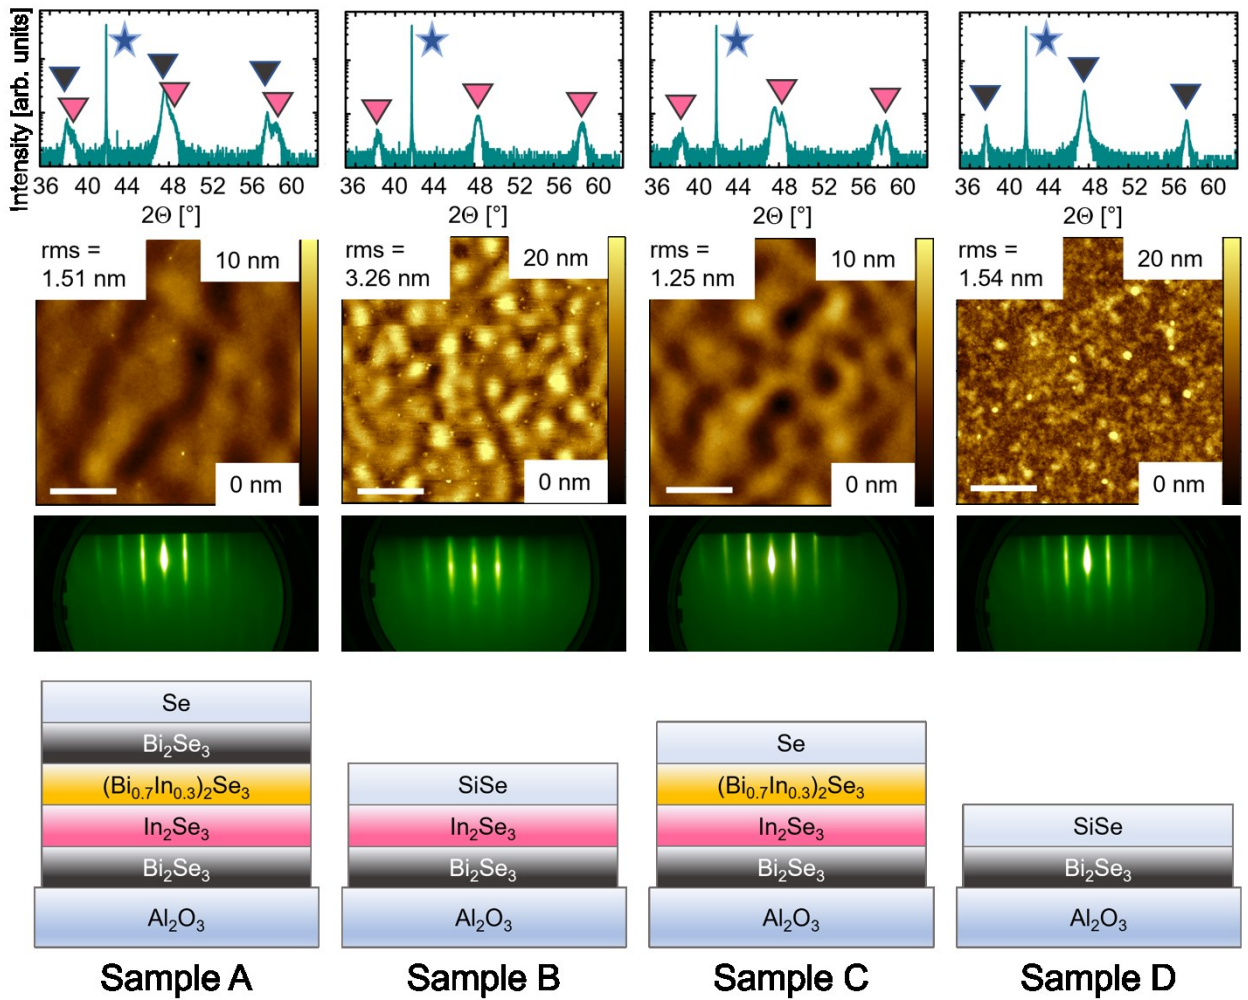 Intensity [arb. units]
36 40 44 48 52 56 60
36 40 44 48 52 56 60
36 40 44 48 52 56 60
36 40 44 48 52 56 60
2Θ [°]
2Θ [°]
2Θ [°]
2Θ [°]
rms =
1.51 nm
10 nm
0 nm
rms =
3.26 nm
20 nm
0 nm
rms =
1.25 nm
10 nm
0 nm
rms =
1.54 nm
20 nm
0 nm
Se
Bi₂Se₃
(Bi₀.₇In₀.₃)₂Se₃
In₂Se₃
Bi₂Se₃
Al₂O₃
Sample A
SiSe
In₂Se₃
Bi₂Se₃
Al₂O₃
Sample B
Se
(Bi₀.₇In₀.₃)₂Se₃
In₂Se₃
Bi₂Se₃
Al₂O₃
Sample C
SiSe
Bi₂Se₃
Al₂O₃
Sample D